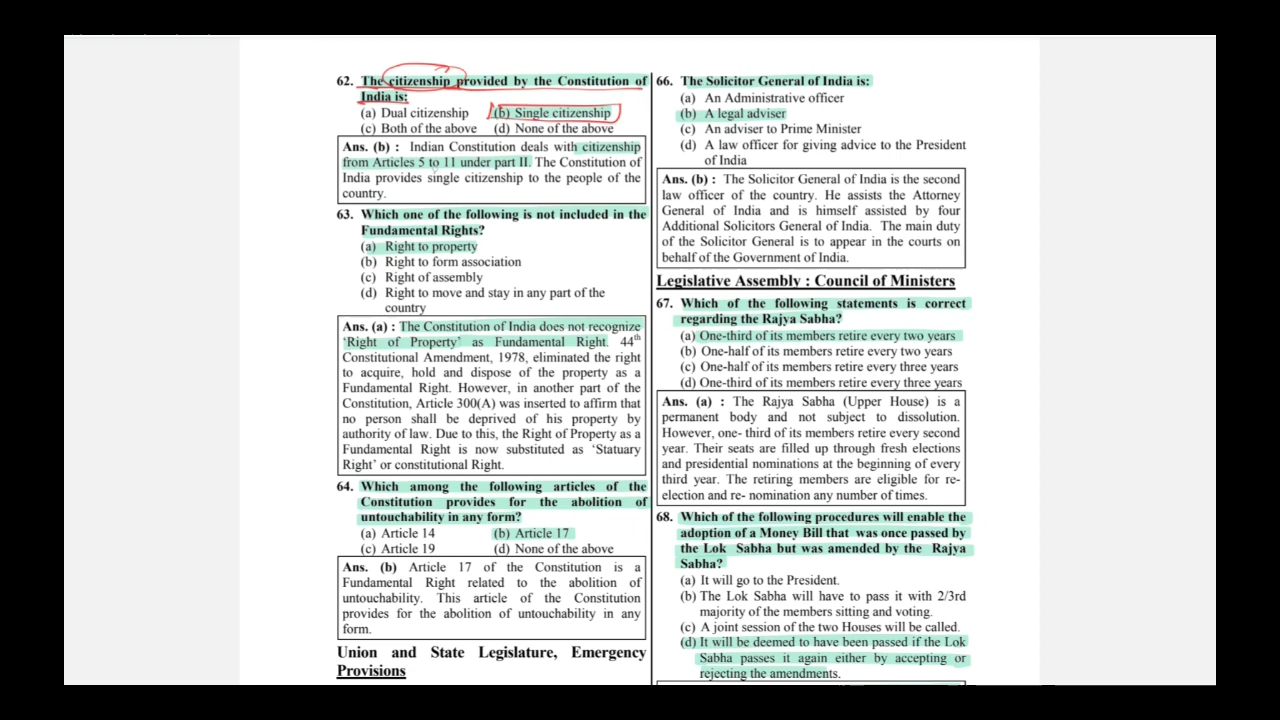 62. The citizenship provided by the Constitution of
India is:
(a) Dual citizenship (b) Single citizenship
(c) Both of the above (d) None of the above
Ans. (b) : Indian Constitution deals with citizenship
from Articles 5 to 11 under part II. The Constitution of
India provides single citizenship to the people of the
country.
63. Which one of the following is not included in the
Fundamental Rights?
(a) Right to property
(b) Right to form association
(c) Right of assembly
(d) Right to move and stay in any part of the
country
Ans. (a) : The Constitution of India does not recognize
'Right of Property' as Fundamental Right. 44th
Constitutional Amendment, 1978, eliminated the right
to acquire, hold and dispose of the property as a
Fundamental Right. However, in another part of the
Constitution, Article 300(A) was inserted to affirm that
no person shall be deprived of his property by
authority of law. Due to this, the Right of Property as a
Fundamental Right is now substituted as 'Statuary
Right' or constitutional Right.
64. Which among the following articles of the
Constitution provides for the abolition of
untouchability in any form?
(a) Article 14 (b) Article 17
(c) Article 19 (d) None of the above
Ans. (b) Article 17 of the Constitution is a
Fundamental Right related to the abolition of
untouchability. This article of the Constitution
provides for the abolition of untouchability in any
form.
Union and State Legislature, Emergency
Provisions
66. The Solicitor General of India is:
(a) An Administrative officer
(b) A legal adviser
(c) An adviser to Prime Minister
(d) A law officer for giving advice to the President
of India
Ans. (b) : The Solicitor General of India is the second
law officer of the country. He assists the Attorney
General of India and is himself assisted by four
Additional Solicitors General of India. The main duty
of the Solicitor General is to appear in the courts on
behalf of the Government of India.
Legislative Assembly : Council of Ministers
67. Which of the following statements is correct
regarding the Rajya Sabha?
(a) One-third of its members retire every two years
(b) One-half of its members retire every two years
(c) One-half of its members retire every three years
(d) One-third of its members retire every three years
Ans. (a) : The Rajya Sabha (Upper House) is a
permanent body and not subject to dissolution.
However, one- third of its members retire every second
year. Their seats are filled up through fresh elections
and presidential nominations at the beginning of every
third year. The retiring members are eligible for re-
election and re- nomination any number of times.
68. Which of the following procedures will enable the
adoption of a Money Bill that was once passed by
the Lok Sabha but was amended by the Rajya
Sabha?
(a) It will go to the President.
(b) The Lok Sabha will have to pass it with 2/3rd
majority of the members sitting and voting.
(c) A joint session of the two Houses will be called.
(d) It will be deemed to have been passed if the Lok
Sabha passes it again either by accepting or
rejecting the amendments.